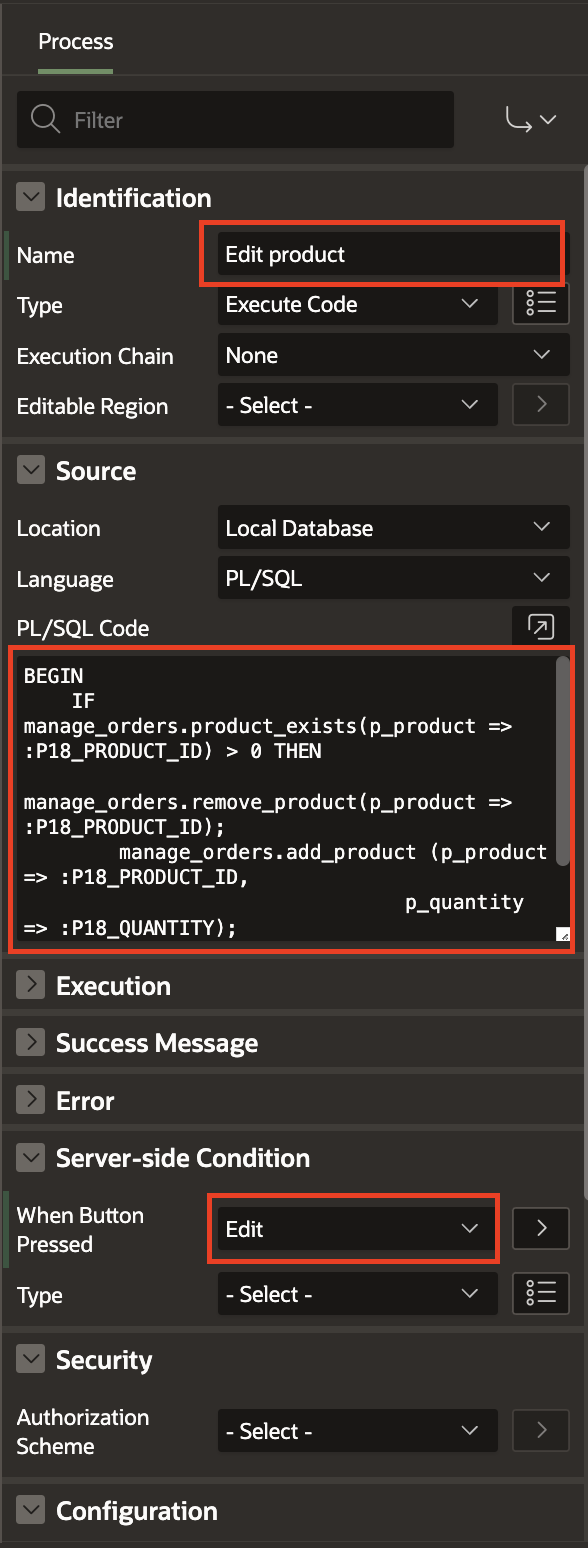 Process
Filter
Identification
Name Edit product
Type Execute Code
Execution Chain None
Editable Region - Select -
Source
Location Local Database
Language PL/SQL
PL/SQL Code
BEGIN
    IF
manage_orders.product_exists(p_product =>
:P18_PRODUCT_ID) > 0 THEN

manage_orders.remove_product(p_product =>
:P18_PRODUCT_ID);
        manage_orders.add_product (p_product
=> :P18_PRODUCT_ID,
                                p_quantity
=> :P18_QUANTITY);
Execution
Success Message
Error
Server-side Condition
When Button
Pressed Edit
Type - Select -
Security
Authorization
Scheme - Select -
Configuration